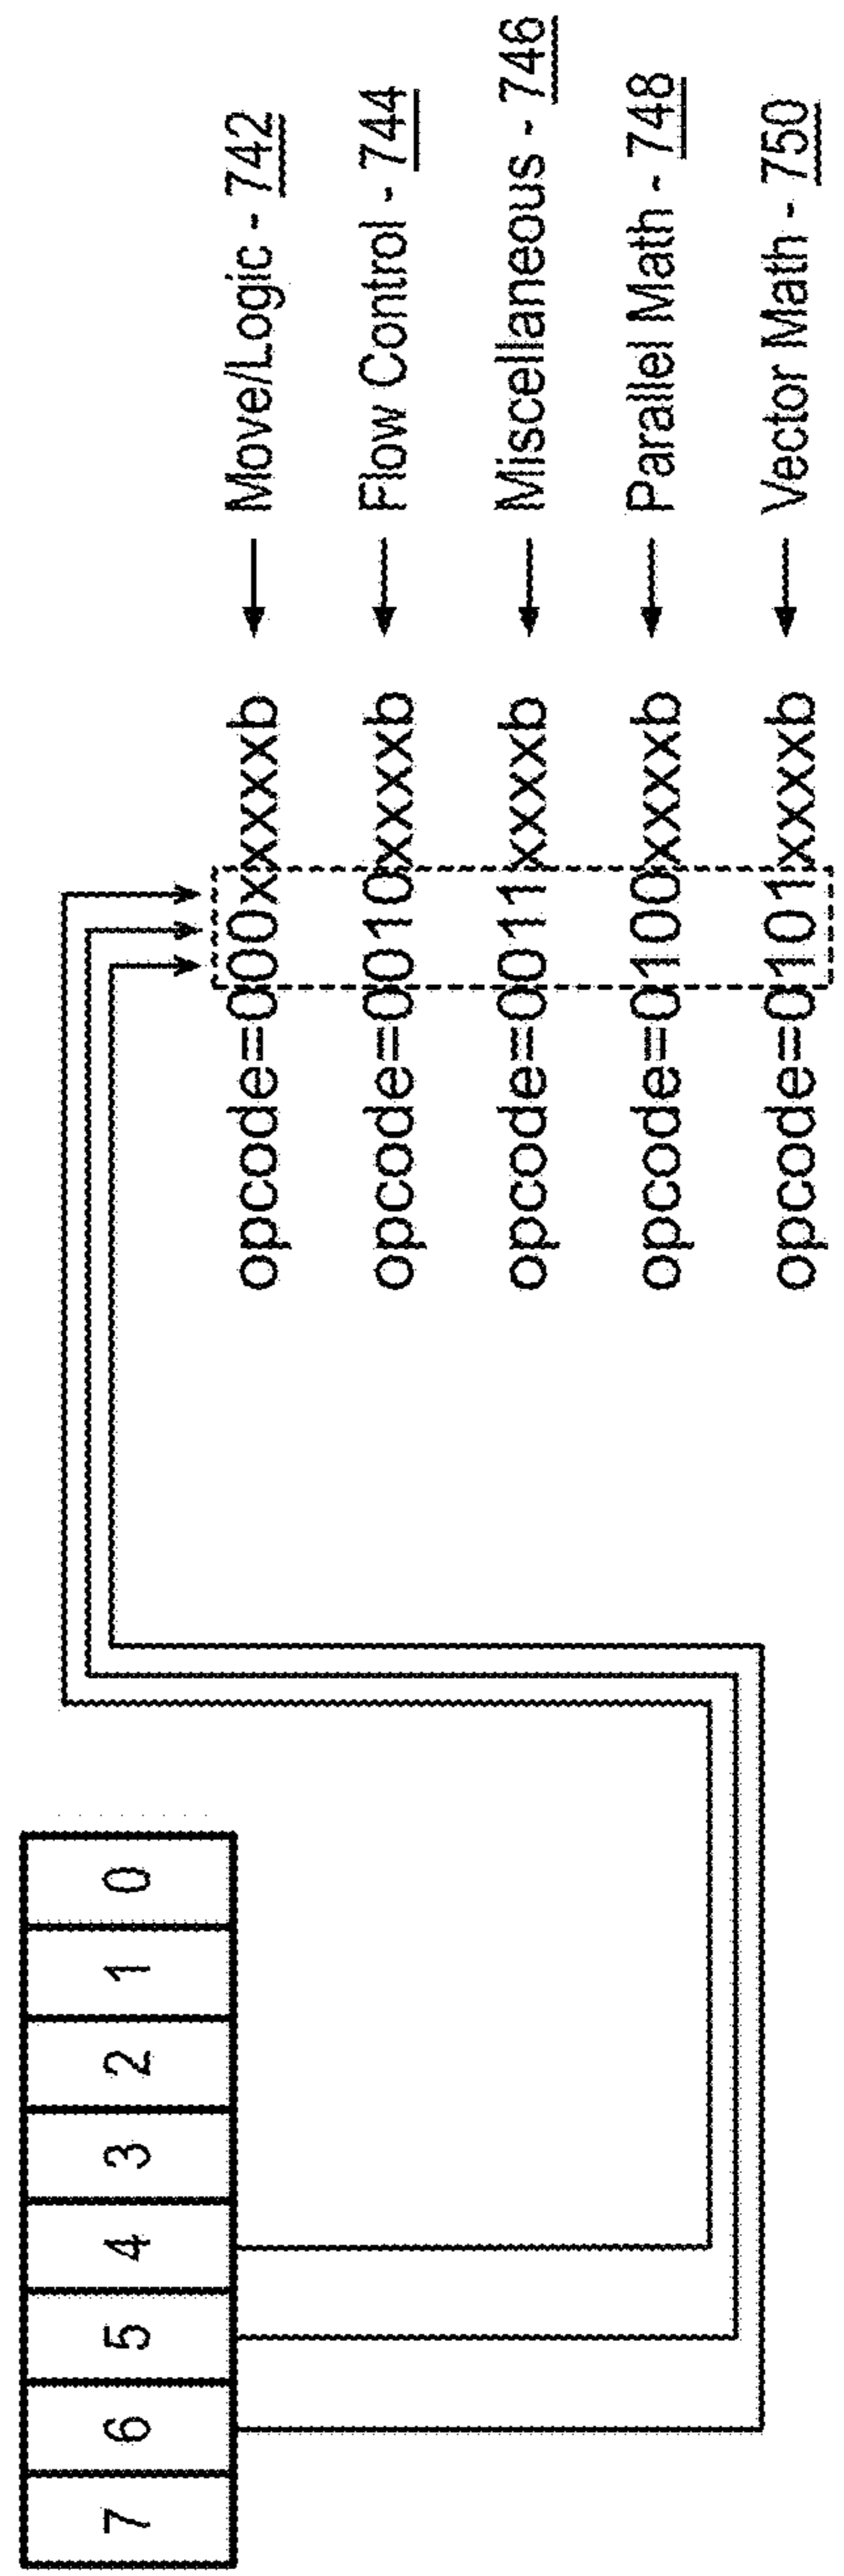 7 6 5 4 3 2 1 0
opcode=000xxxxxb ← Move/Logic - 742
opcode=0010xxxxb ← Flow Control - 744
opcode=0011xxxxb ← Miscellaneous - 746
opcode=0100xxxxb ← Parallel Math - 748
opcode=0101xxxxb ← Vector Math - 750